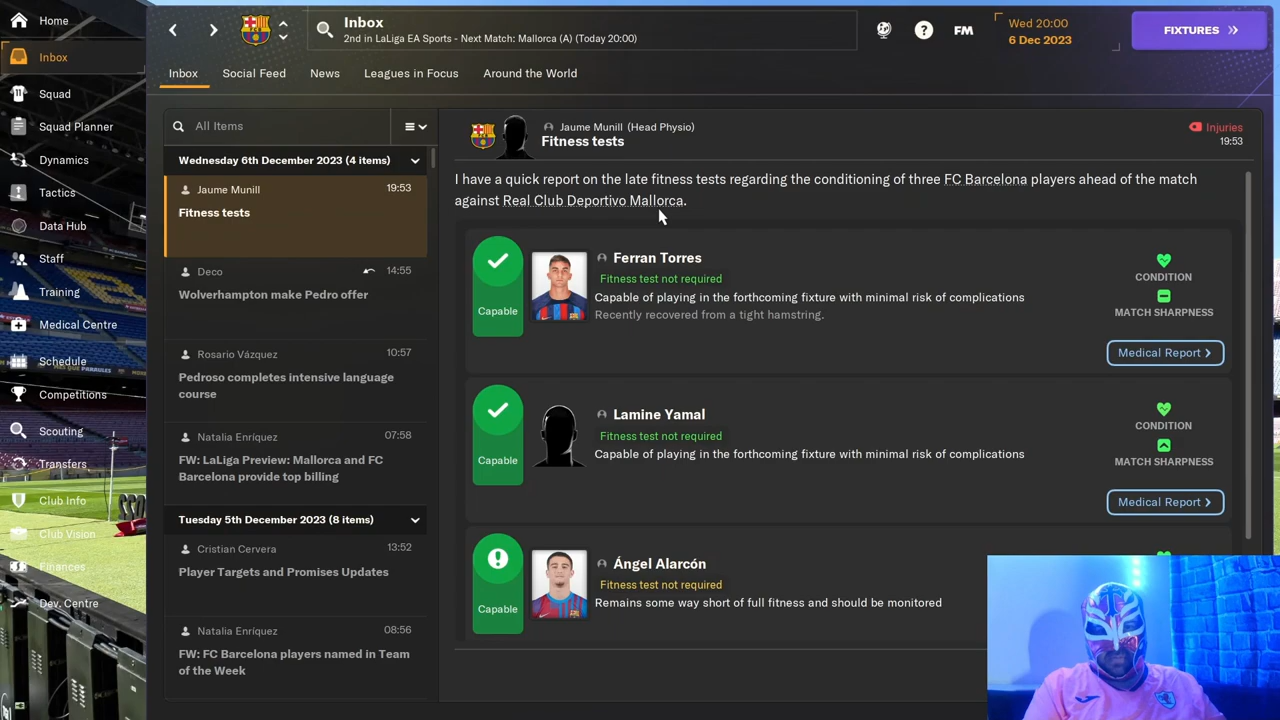 Home
Inbox
Squad
Squad Planner
Dynamics
Tactics
Data Hub
Staff
Training
Medical Centre
Schedule
Competitions
Scouting
Transfers
Club Info
Club Vision
Finances
Dev. Centre
Inbox
2nd in LaLiga EA Sports - Next Match: Mallorca (A) (Today 20:00)
?
FM
Wed 20:00
6 Dec 2023
FIXTURES
Inbox
Social Feed
News
Leagues in Focus
Around the World
All Items
Wednesday 6th December 2023 (4 items)
Jaume Munill 19:53
Fitness tests
Deco 14:55
Wolverhampton make Pedro offer
Rosario Vázquez 10:57
Pedroso completes intensive language
course
Natalia Enríquez 07:58
FW: LaLiga Preview: Mallorca and FC
Barcelona provide top billing
Tuesday 5th December 2023 (8 items)
Cristian Cervera 13:52
Player Targets and Promises Updates
Natalia Enríquez 08:56
FW: FC Barcelona players named in Team
of the Week
Jaume Munill (Head Physio)
Fitness tests
Injuries
19:53
I have a quick report on the late fitness tests regarding the conditioning of three FC Barcelona players ahead of the match
against Real Club Deportivo Mallorca.
Capable
Ferran Torres
Fitness test not required
Capable of playing in the forthcoming fixture with minimal risk of complications
Recently recovered from a tight hamstring.
CONDITION
MATCH SHARPNESS
Medical Report
Capable
Lamine Yamal
Fitness test not required
Capable of playing in the forthcoming fixture with minimal risk of complications
CONDITION
MATCH SHARPNESS
Medical Report
Capable
Ángel Alarcón
Fitness test not required
Remains some way short of full fitness and should be monitored